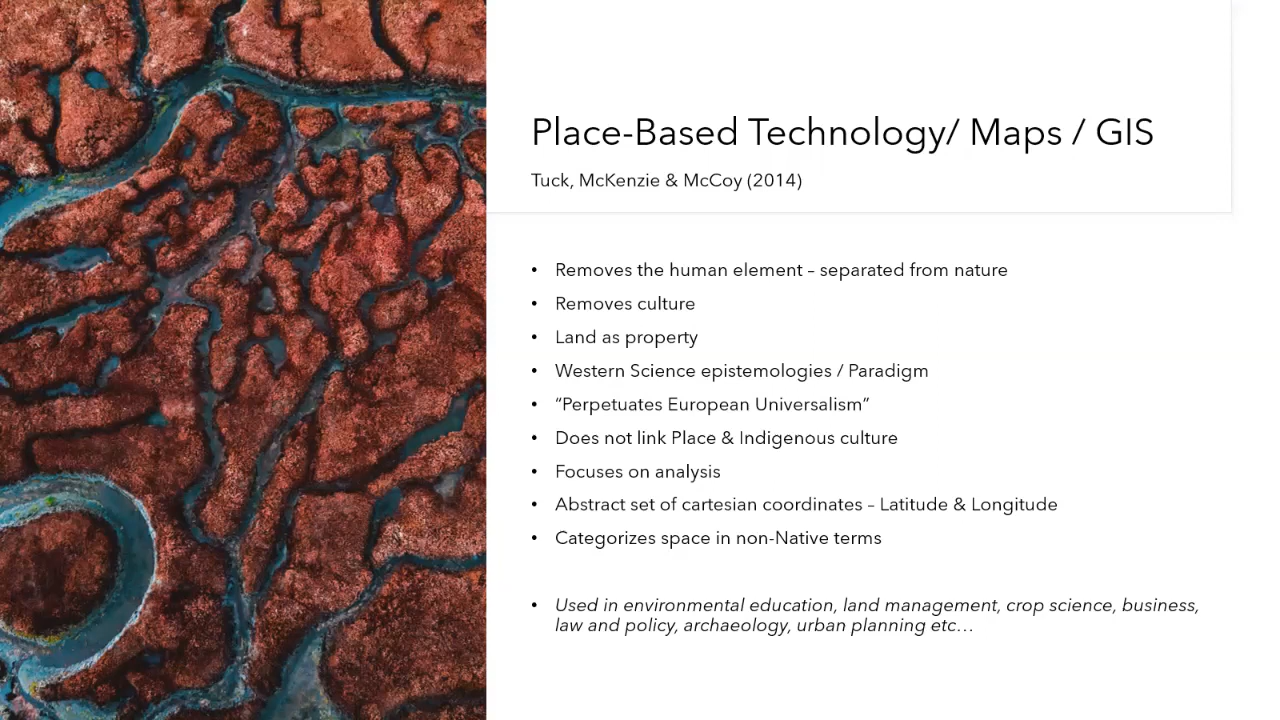 Place-Based Technology/ Maps / GIS
Tuck, McKenzie & McCoy (2014)
• Removes the human element – separated from nature
• Removes culture
• Land as property
• Western Science epistemologies / Paradigm
• “Perpetuates European Universalism”
• Does not link Place & Indigenous culture
• Focuses on analysis
• Abstract set of cartesian coordinates – Latitude & Longitude
• Categorizes space in non-Native terms
• Used in environmental education, land management, crop science, business,
law and policy, archaeology, urban planning etc…